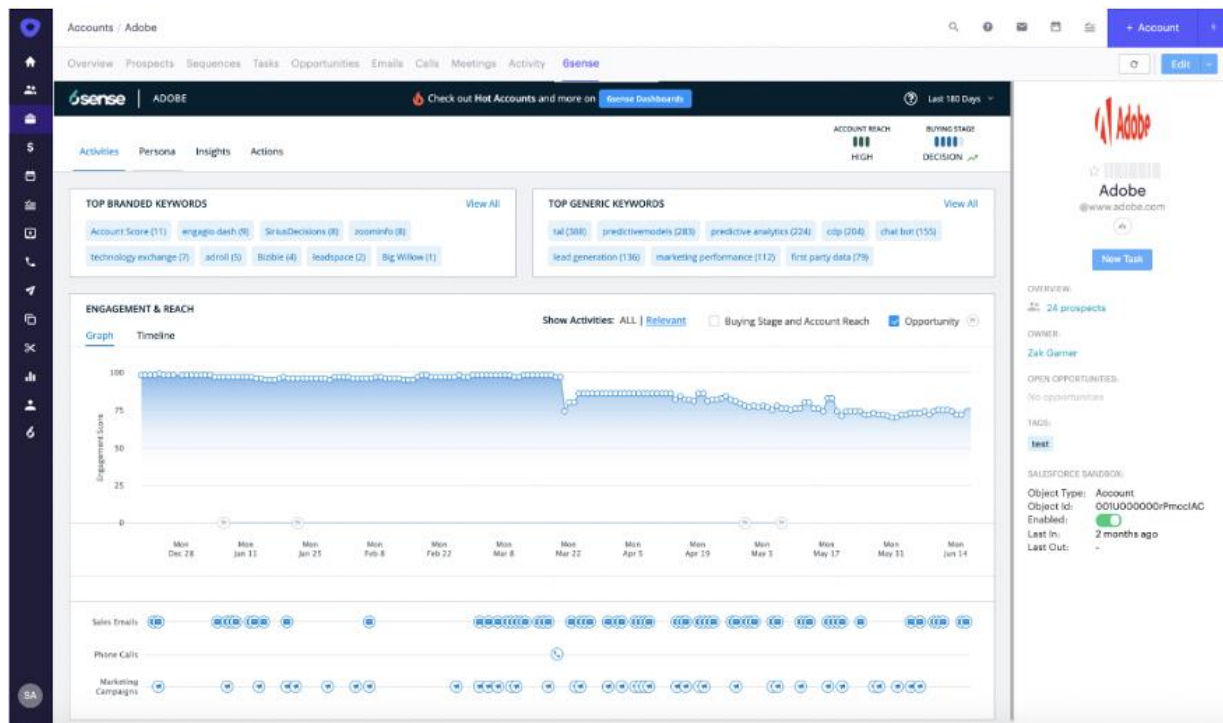 Accounts / Adobe
+ Account
Overview Prospects Sequences Tasks Opportunities Emails Calls Meetings Activity 6sense
Edit
6sense | ADOBE
Check out Hot Accounts and more on 6sense Dashboards
Last 180 Days
Activities Persona Insights Actions
ACCOUNT REACH
HIGH
BUYING STAGE
DECISION
TOP BRANDED KEYWORDS View All
Account Score (11) engagio dash (9) SiriusDecisions (8) zoominfo (8)
technology exchange (7) adroll (5) Bizible (4) leadspace (2) Big Willow (1)
TOP GENERIC KEYWORDS View All
tal (388) predictivemodels (283) predictive analytics (224) cdp (204) chat bot (155)
lead generation (136) marketing performance (112) first party data (79)
ENGAGEMENT & REACH
Show Activities: ALL | Relevant Buying Stage and Account Reach Opportunity
Graph Timeline
Engagement Score
100
75
50
25
0
Mon Mon Mon Mon Mon Mon Mon Mon Mon Mon Mon Mon Mon
Dec 28 Jan 11 Jan 25 Feb 8 Feb 22 Mar 8 Mar 22 Apr 5 Apr 19 May 3 May 17 May 31 Jun 14
Sales Emails
Phone Calls
Marketing
Campaigns
SA
Adobe
Adobe
@www.adobe.com
New Task
OVERVIEW:
24 prospects
OWNER:
Zak Garner
OPEN OPPORTUNITIES:
No opportunities
TAGS:
test
SALESFORCE SANDBOX:
Object Type: Account
Object Id: 001U000000rPmccIAC
Enabled:
Last In: 2 months ago
Last Out: -